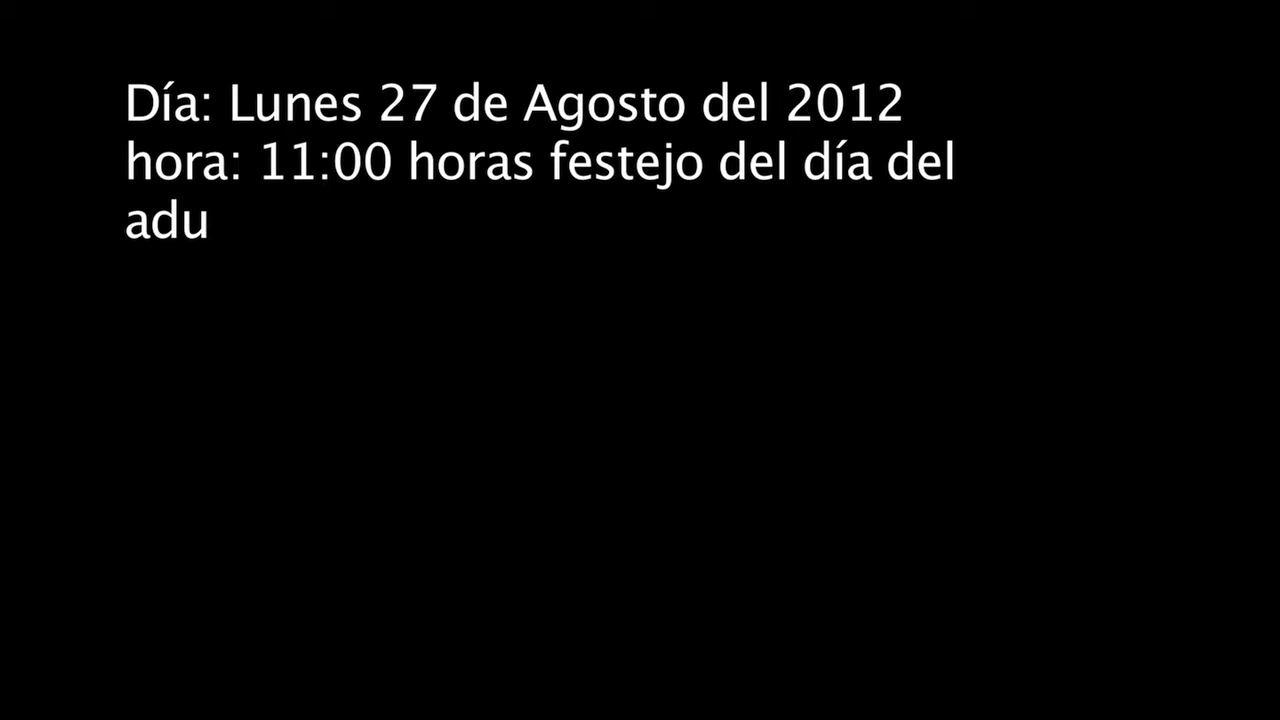 Día: Lunes 27 de Agosto del 2012
hora: 11:00 horas festejo del día del
adu